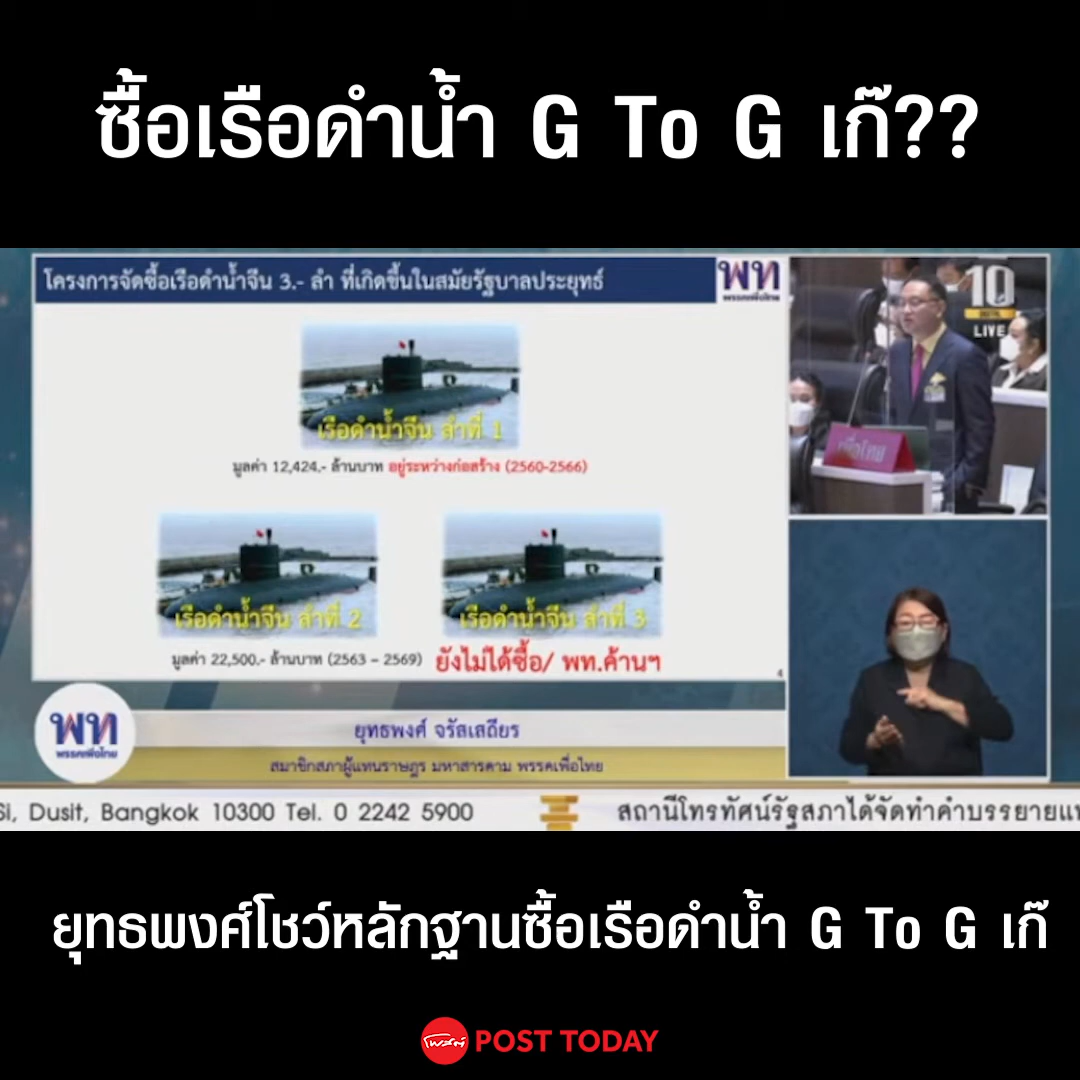 ซื้อเรือดำน้ำ G To G เก๊??
โครงการจัดซื้อเรือดำน้ำจีน 3.- ลำ ที่เกิดขึ้นในสมัยรัฐบาลประยุทธ์
พท
พรรคเพื่อไทย
10
LIVE
เพื่อไทย
เรือดำน้ำจีน ลำที่ 1
มูลค่า 12,424.- ล้านบาท อยู่ระหว่างก่อสร้าง (2560-2566)
เรือดำน้ำจีน ลำที่ 2
เรือดำน้ำจีน ลำที่ 3
มูลค่า 22,500.- ล้านบาท (2563 – 2569)
ยังไม่ได้ซื้อ/ พท.ค้านฯ
4
พท
พรรคเพื่อไทย
ยุทธพงศ์ จรัสเสถียร
สมาชิกสภาผู้แทนราษฎร มหาสารคาม พรรคเพื่อไทย
Si, Dusit, Bangkok 10300 Tel. 0 2242 5900
สถานีโทรทัศน์รัฐสภาได้จัดทำคำบรรยายแ
ยุทธพงศ์โชว์หลักฐานซื้อเรือดำน้ำ G To G เก๊
โพสต์ POST TODAY